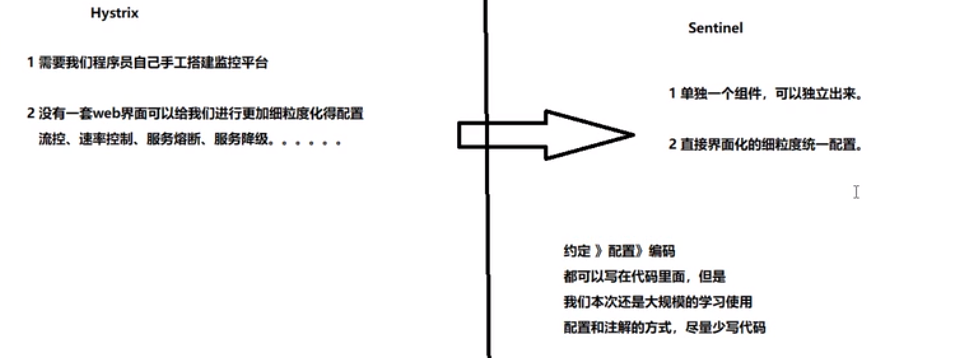 Hystrix
1 需要我们程序员自己手工搭建监控平台
2 没有一套web界面可以给我们进行更加细粒度化得配置
流控、速率控制、服务熔断、服务降级。。。。。。
Sentinel
1 单独一个组件，可以独立出来。
2 直接界面化的细粒度统一配置。
约定 》配置》编码
都可以写在代码里面，但是
我们本次还是大规模的学习使用
配置和注解的方式，尽量少写代码